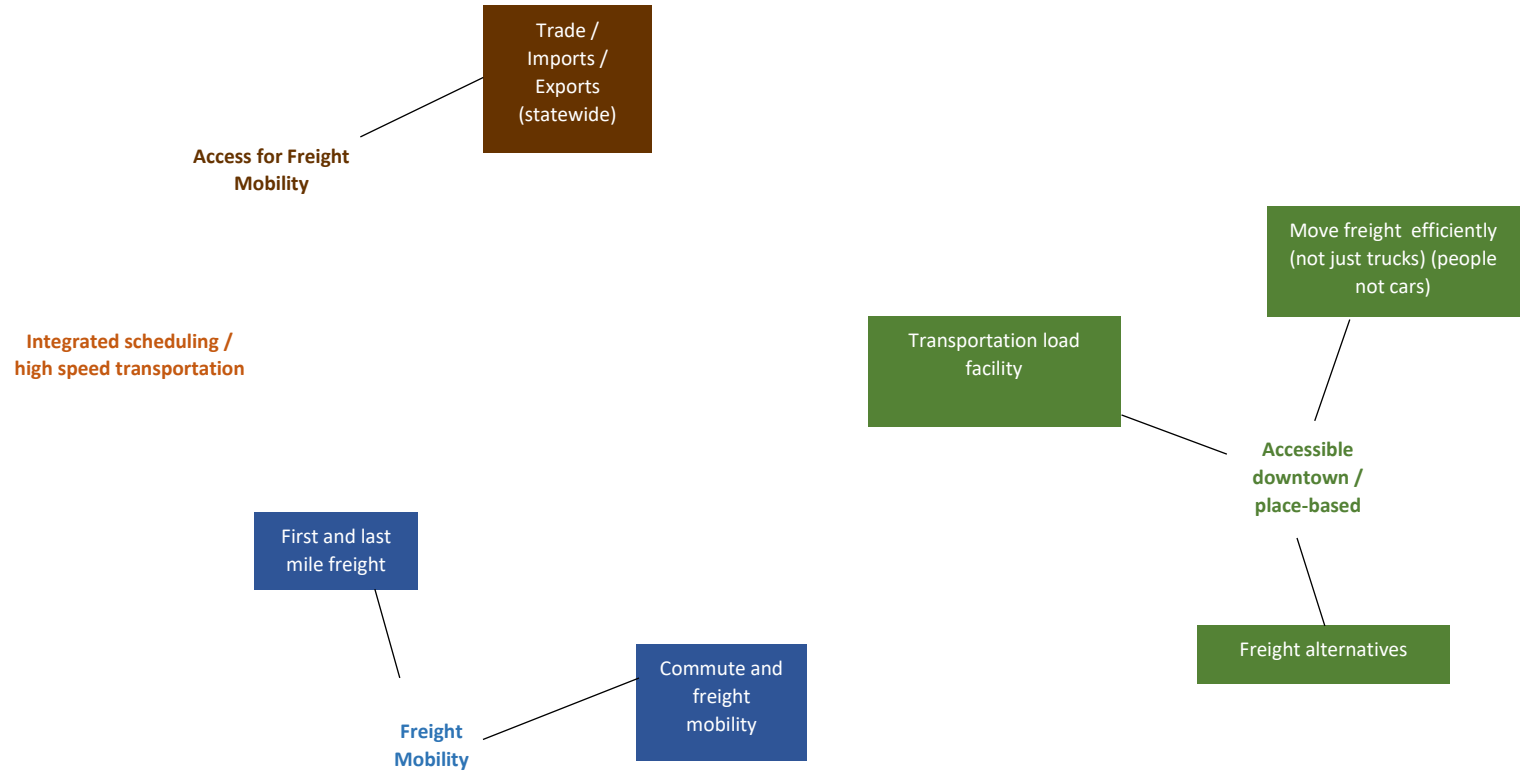 Trade /
Imports /
Exports
(statewide)
Access for Freight
Mobility
Move freight  efficiently
(not just trucks) (people
not cars)
Integrated scheduling /
high speed transportation
Transportation load
facility
Accessible
downtown /
place-based
First and last
mile freight
Freight alternatives
Commute and
freight
mobility
Freight
Mobility